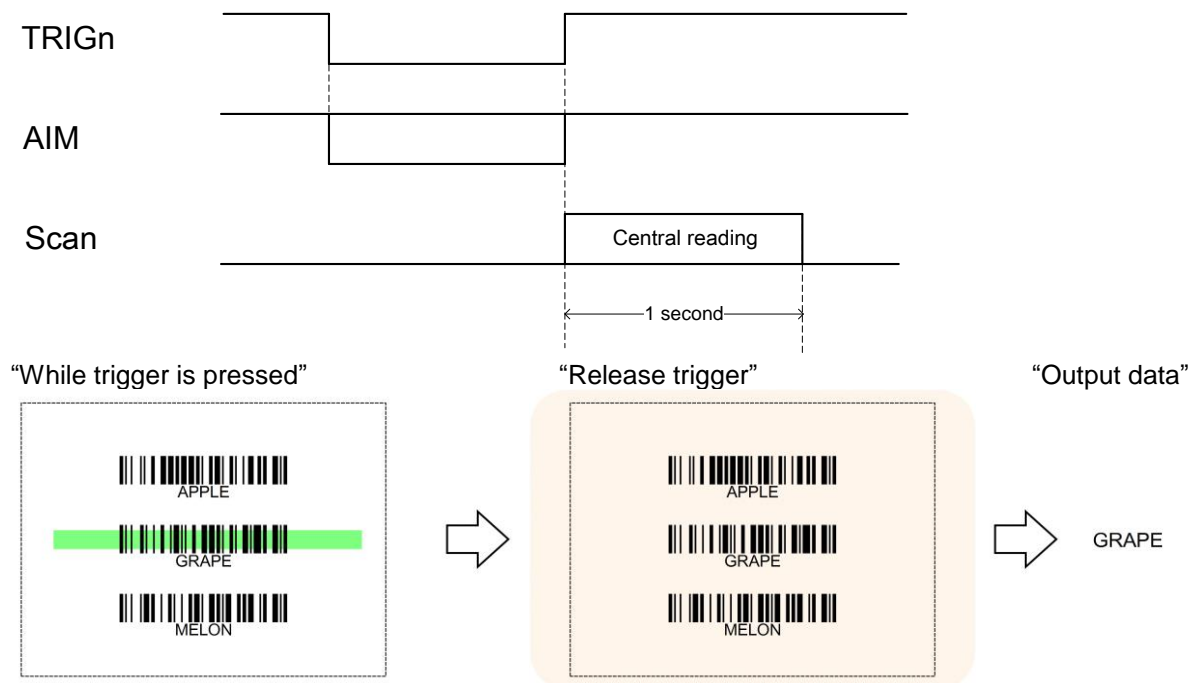 TRIGn
AIM
Scan
Central reading
1 second
“While trigger is pressed”
“Release trigger”
“Output data”
APPLE
GRAPE
MELON
APPLE
GRAPE
MELON
GRAPE